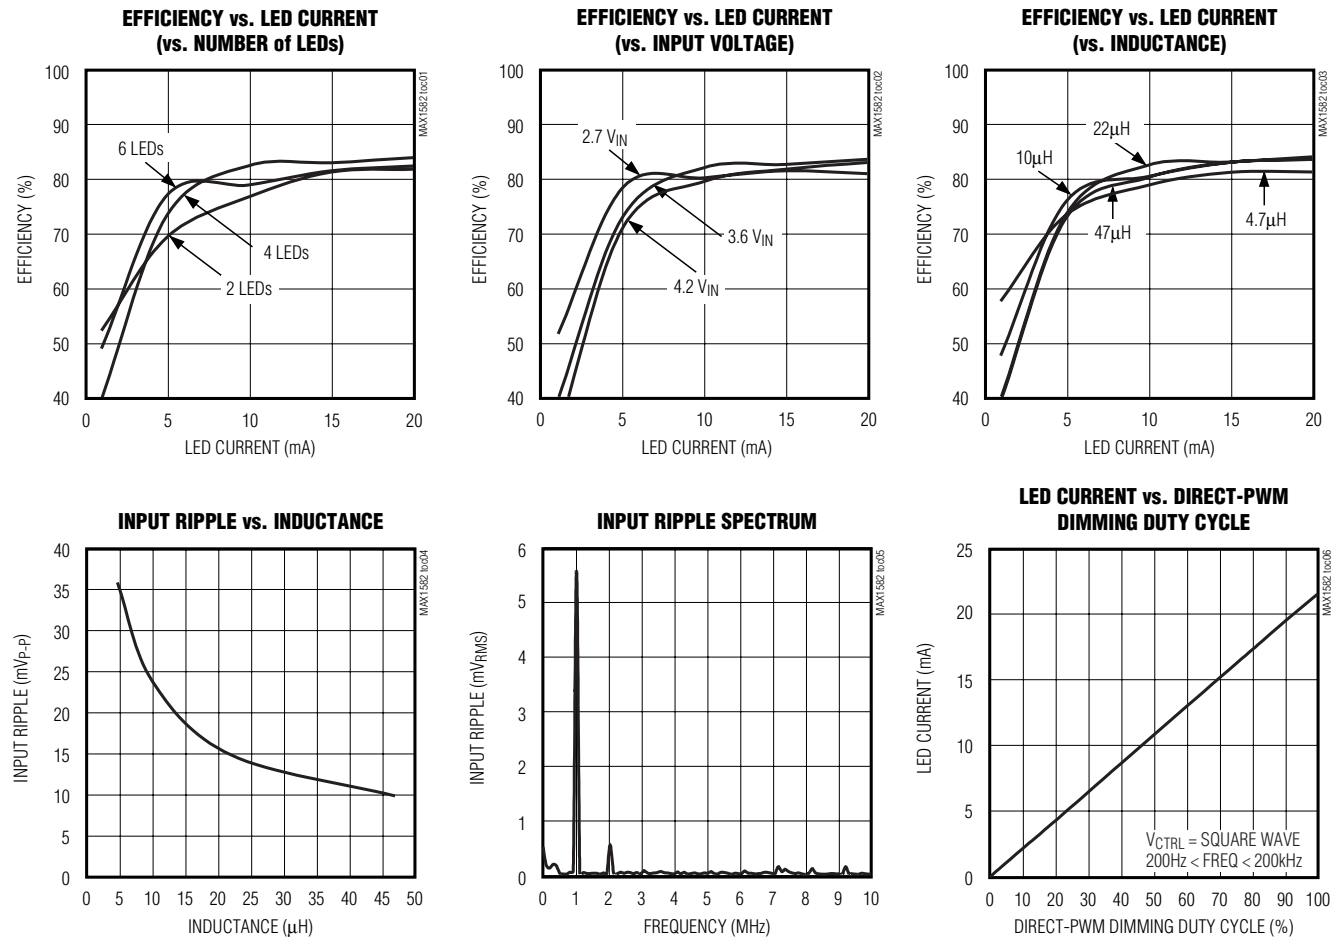 EFFICIENCY vs. LED CURRENT
(vs. NUMBER of LEDs)
MAX1582 toc01
100
90
80
70
60
50
40
EFFICIENCY (%)
6 LEDs
4 LEDs
2 LEDs
0 5 10 15 20
LED CURRENT (mA)
EFFICIENCY vs. LED CURRENT
(vs. INPUT VOLTAGE)
MAX1582 toc02
100
90
80
70
60
50
40
EFFICIENCY (%)
2.7 VIN
3.6 VIN
4.2 VIN
0 5 10 15 20
LED CURRENT (mA)
EFFICIENCY vs. LED CURRENT
(vs. INDUCTANCE)
MAX1582 toc03
100
90
80
70
60
50
40
EFFICIENCY (%)
22μH
10μH
47μH
4.7μH
0 5 10 15 20
LED CURRENT (mA)
INPUT RIPPLE vs. INDUCTANCE
MAX1582 toc04
40
35
30
25
20
15
10
5
0
INPUT RIPPLE (mVP-P)
0 5 10 15 20 25 30 35 40 45 50
INDUCTANCE (μH)
INPUT RIPPLE SPECTRUM
MAX1582 toc05
6
5
4
3
2
1
0
INPUT RIPPLE (mVRMS)
0 1 2 3 4 5 6 7 8 9 10
FREQUENCY (MHz)
LED CURRENT vs. DIRECT-PWM
DIMMING DUTY CYCLE
MAX1582 toc06
25
20
15
10
5
0
LED CURRENT (mA)
VCTRL = SQUARE WAVE
200Hz < FREQ < 200kHz
0 10 20 30 40 50 60 70 80 90 100
DIRECT-PWM DIMMING DUTY CYCLE (%)